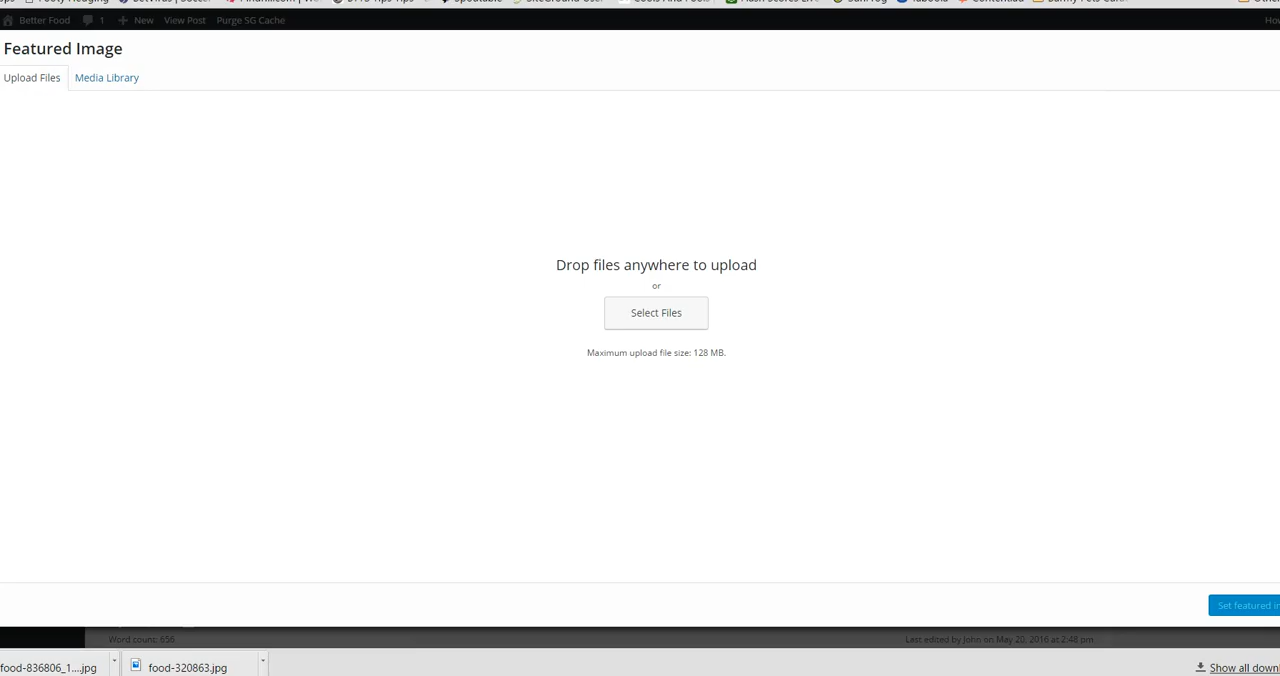 Better Food 1 New View Post Purge SG Cache
Featured Image
Upload Files Media Library
Drop files anywhere to upload
or
Select Files
Maximum upload file size: 128 MB.
Set featured i
Word count: 656 Last edited by John on May 20, 2016 at 2:48 pm
food-836806_1....jpg food-320863.jpg Show all down